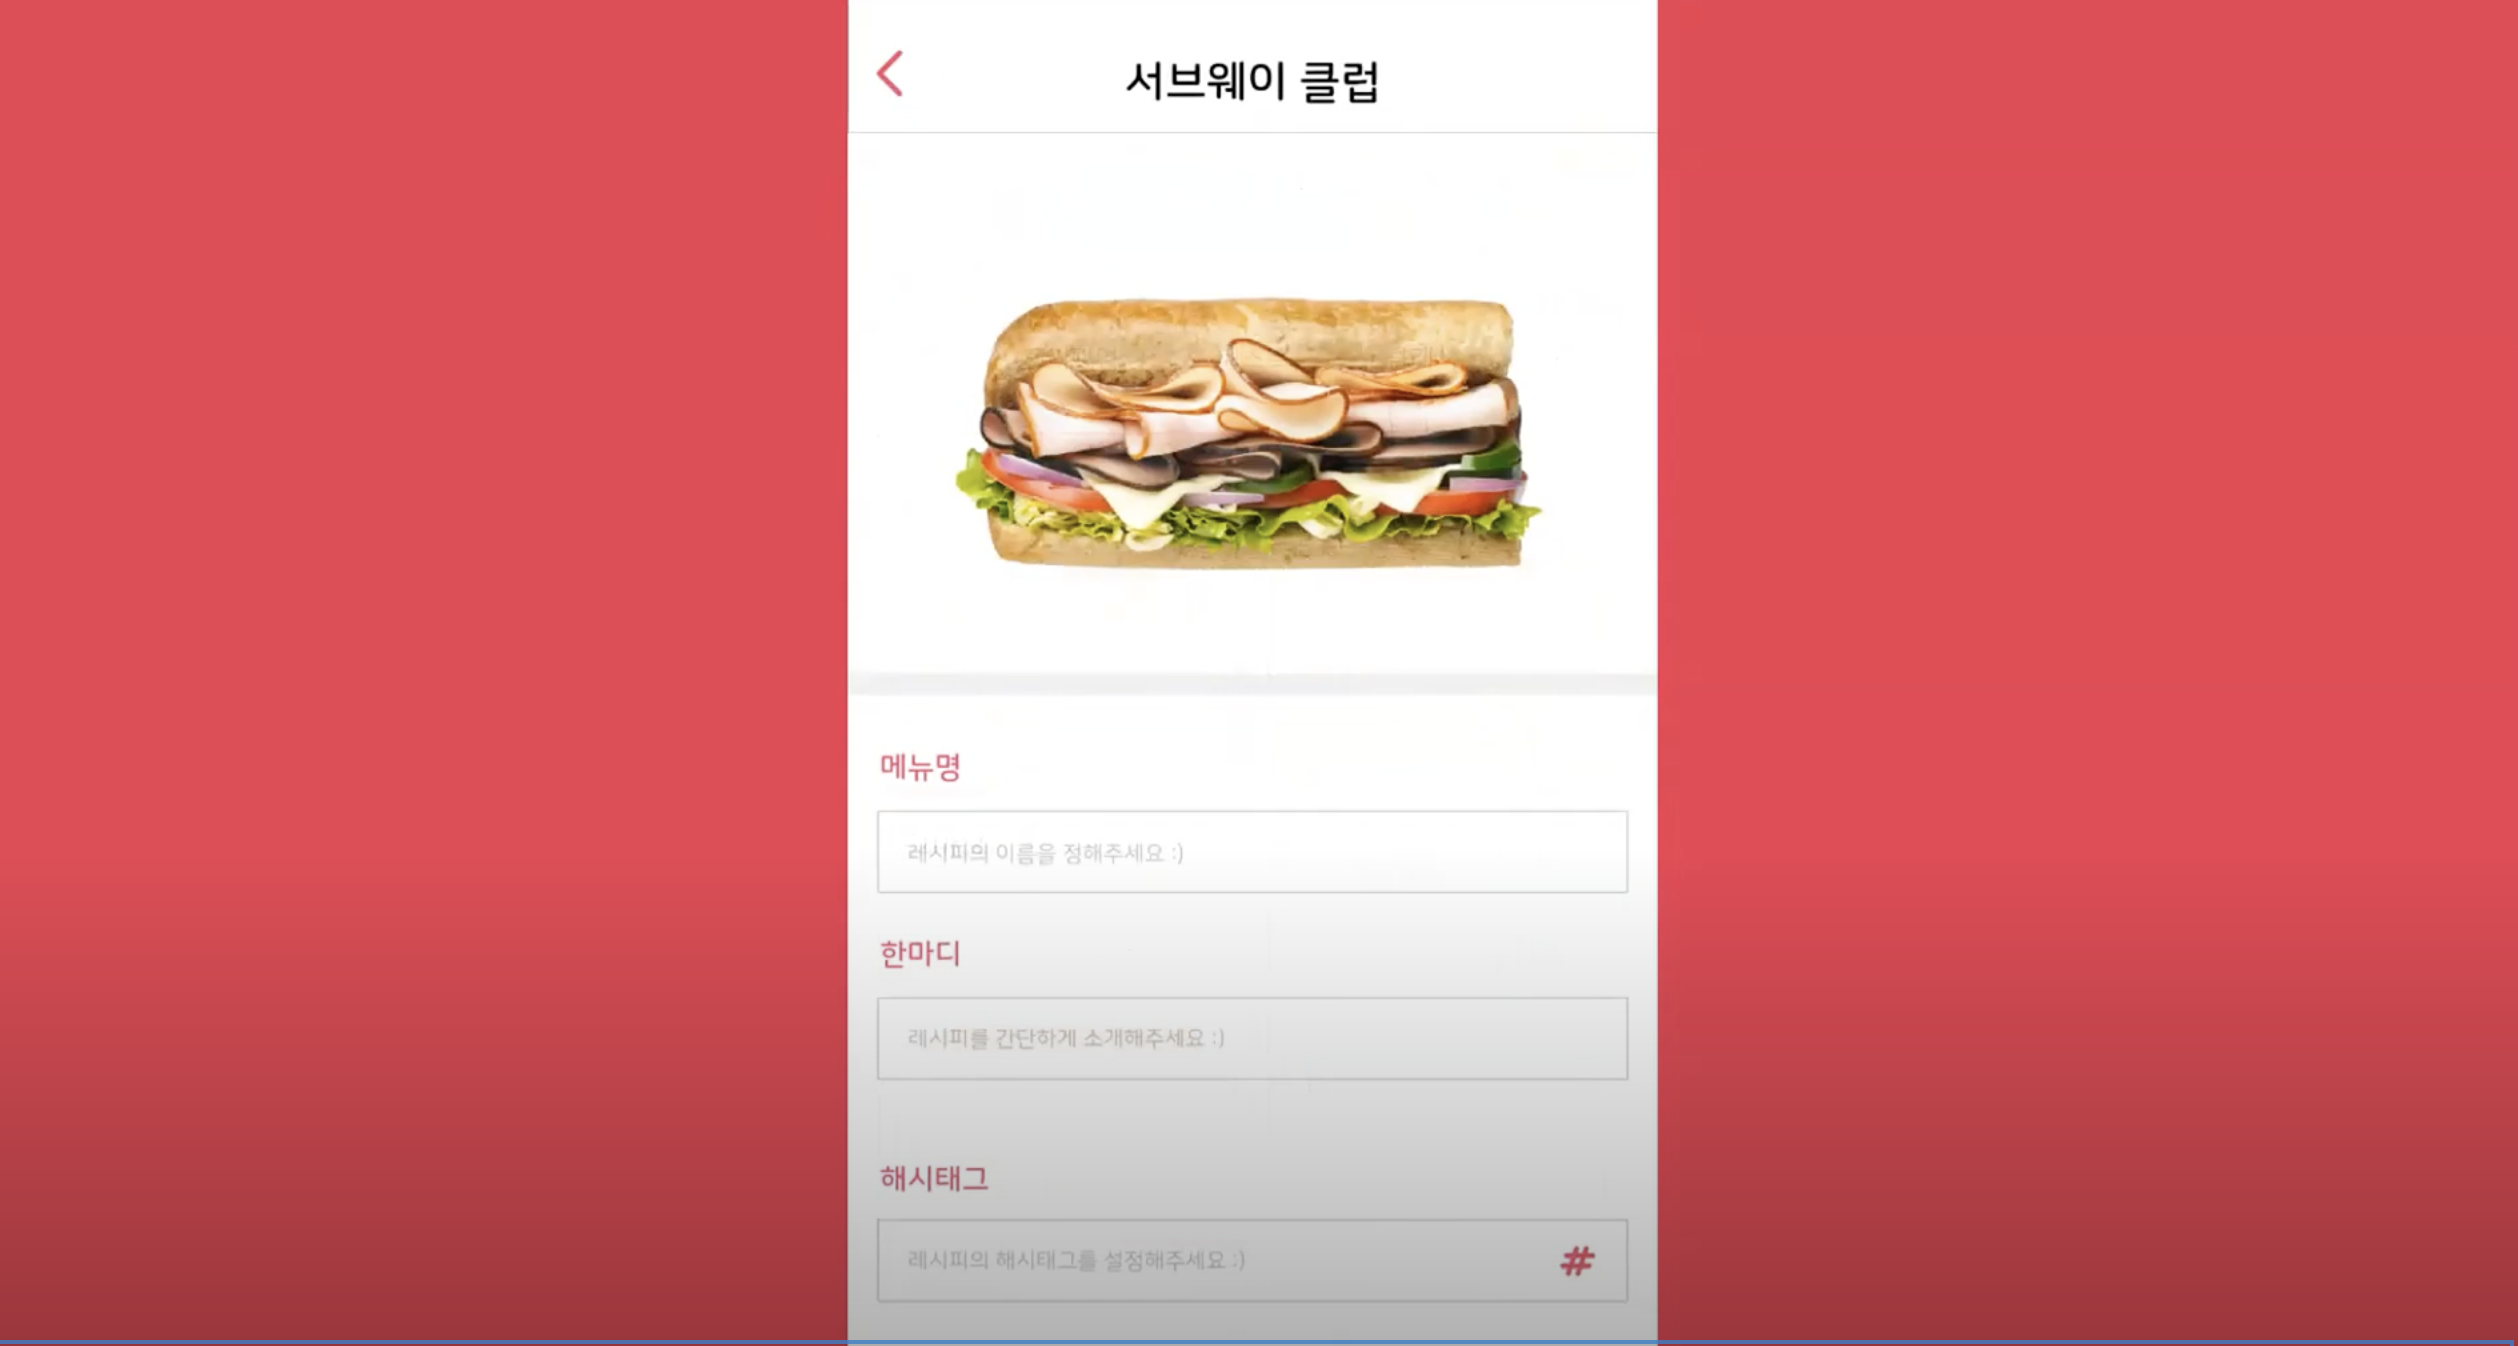 서브웨이 클럽
메뉴명
레시피의 이름을 정해주세요 :)
한마디
레시피를 간단하게 소개해주세요 :)
해시태그
레시피의 해시태그를 설정해주세요 :)
#